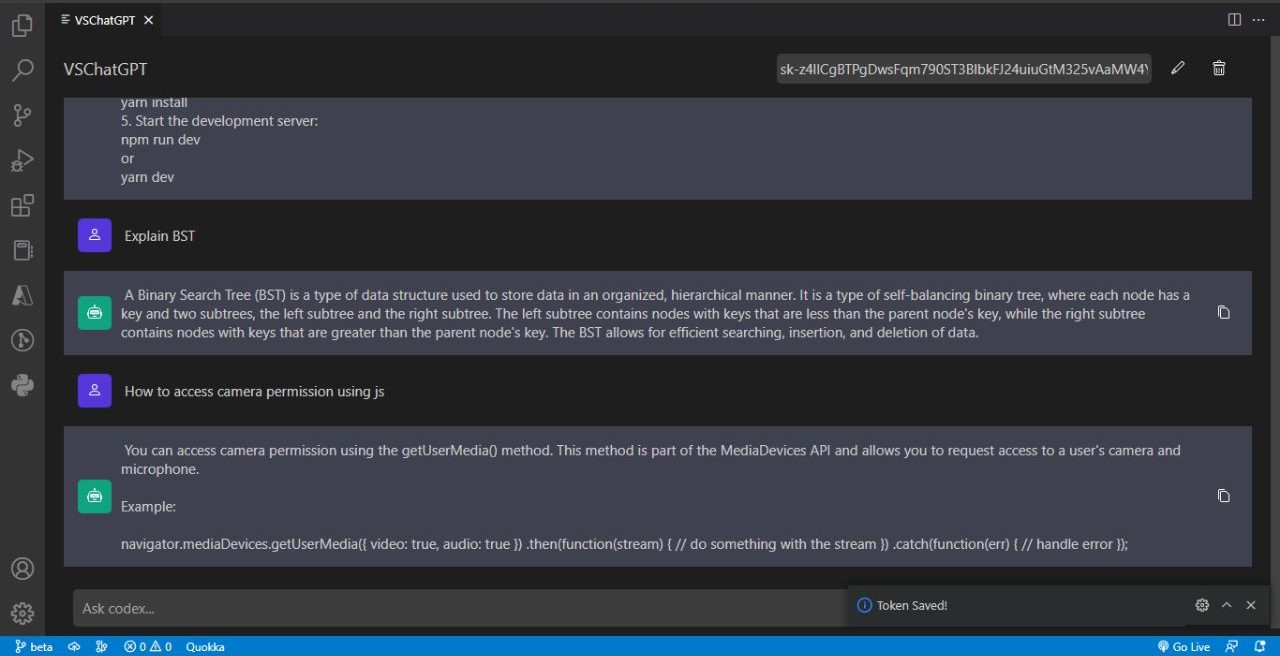 VSChatGPT
VSChatGPT
yarn install
5. Start the development server:
npm run dev
or
yarn dev
Explain BST
A Binary Search Tree (BST) is a type of data structure used to store data in an organized, hierarchical manner. It is a type of self-balancing binary tree, where each node has a
key and two subtrees, the left subtree and the right subtree. The left subtree contains nodes with keys that are less than the parent node's key, while the right subtree
contains nodes with keys that are greater than the parent node's key. The BST allows for efficient searching, insertion, and deletion of data.
How to access camera permission using js
You can access camera permission using the getUserMedia() method. This method is part of the MediaDevices API and allows you to request access to a user's camera and
microphone.
Example:
navigator.mediaDevices.getUserMedia({ video: true, audio: true }) .then(function(stream) { // do something with the stream }) .catch(function(err) { // handle error });
Ask codex...
Token Saved!
beta
0
0
Quokka
Go Live